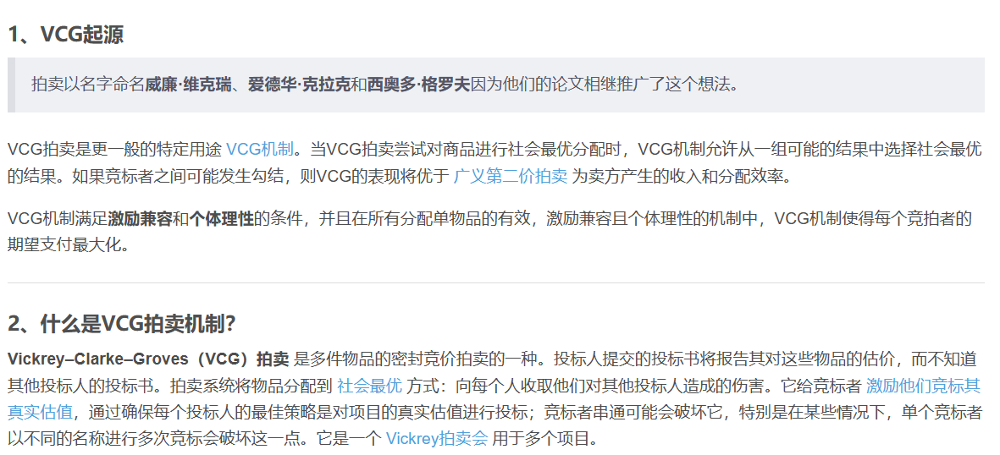 1、VCG起源
拍卖以名字命名威廉·维克瑞、爱德华·克拉克和西奥多·格罗夫因为他们的论文相继推广了这个想法。
VCG拍卖是更一般的特定用途 VCG机制。当VCG拍卖尝试对商品进行社会最优分配时，VCG机制允许从一组可能的结果中选择社会最优
的结果。如果竞标者之间可能发生勾结，则VCG的表现将优于 广义第二价拍卖 为卖方产生的收入和分配效率。
VCG机制满足激励兼容和个体理性的条件，并且在所有分配单物品的有效，激励兼容且个体理性的机制中，VCG机制使得每个竞拍者的
期望支付最大化。
2、什么是VCG拍卖机制？
Vickrey–Clarke–Groves（VCG）拍卖 是多件物品的密封竞价拍卖的一种。投标人提交的投标书将报告其对这些物品的估价，而不知道
其他投标人的投标书。拍卖系统将物品分配到 社会最优 方式：向每个人收取他们对其他投标人造成的伤害。它给竞标者 激励他们竞标其
真实估值，通过确保每个投标人的最佳策略是对项目的真实估值进行投标；竞标者串通可能会破坏它，特别是在某些情况下，单个竞标者
以不同的名称进行多次竞标会破坏这一点。它是一个 Vickrey拍卖会 用于多个项目。